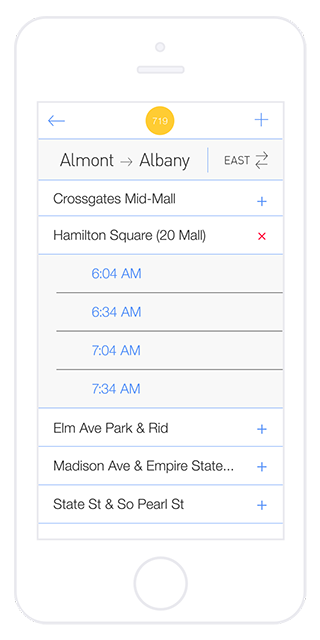 719
Almont → Albany
EAST
Crossgates Mid-Mall
Hamilton Square (20 Mall)
6:04 AM
6:34 AM
7:04 AM
7:34 AM
Elm Ave Park & Rid
Madison Ave & Empire State...
State St & So Pearl St